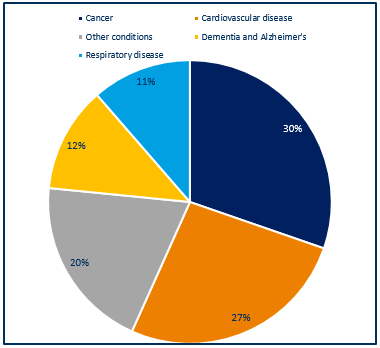 Cancer
Cardiovascular disease
Other conditions
Dementia and Alzheimer's
Respiratory disease
11%
30%
12%
20%
27%